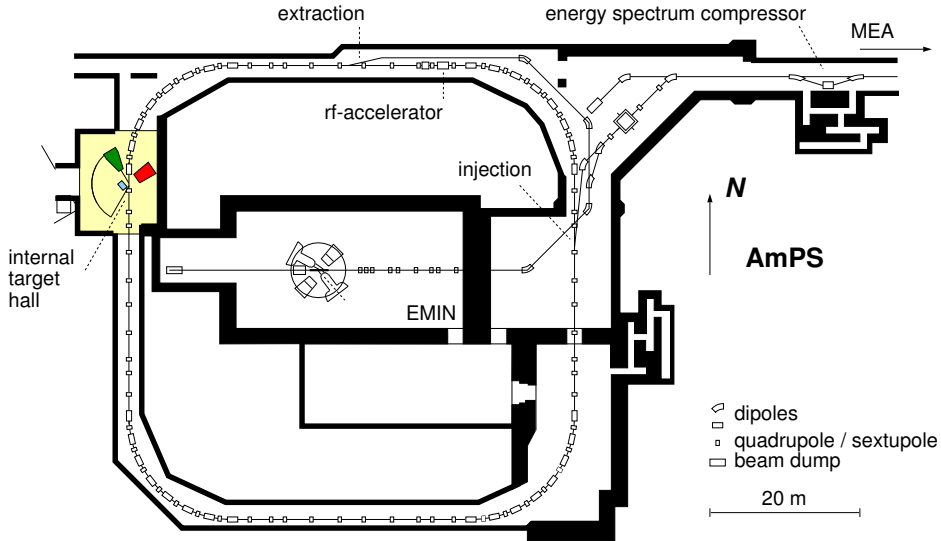 extraction
energy spectrum compressor
MEA
rf-accelerator
injection
N
internal
target
hall
AmPS
EMIN
dipoles
quadrupole / sextupole
beam dump
20 m